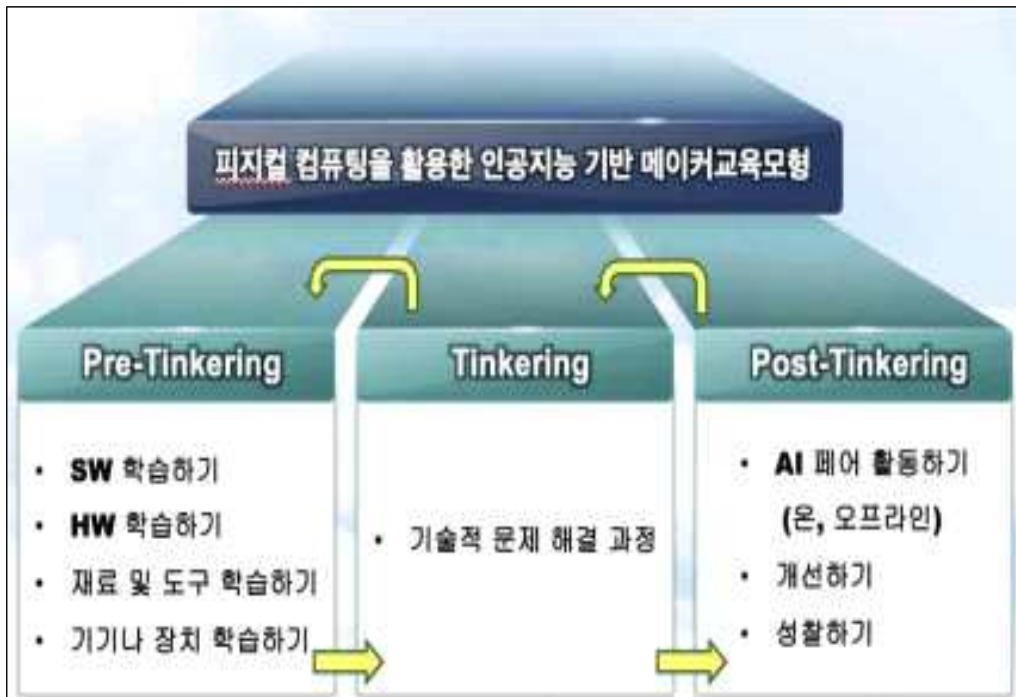 피지컬 컴퓨팅을 활용한 인공지능 기반 메이커교육모형
Pre-Tinkering
• SW 학습하기
• HW 학습하기
• 재료 및 도구 학습하기
• 기기나 장치 학습하기
Tinkering
• 기술적 문제 해결 과정
Post-Tinkering
• AI 페어 활동하기
(온, 오프라인)
• 개선하기
• 성찰하기